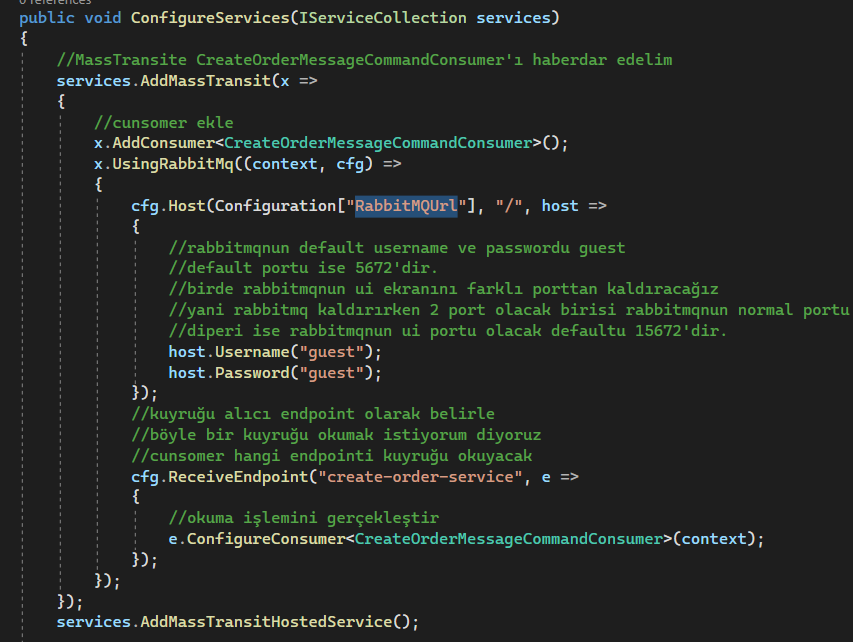 0 references
public void ConfigureServices(IServiceCollection services)
{
//MassTransite CreateOrderMessageCommandConsumer'ı haberdar edelim
services.AddMassTransit(x =>
{
//cunsomer ekle
x.AddConsumer<CreateOrderMessageCommandConsumer>();
x.UsingRabbitMq((context, cfg) =>
{
cfg.Host(Configuration["RabbitMQUrl"], "/", host =>
{
//rabbitmqnun default username ve passwordu guest
//default portu ise 5672'dir.
//birde rabbitmqnun ui ekranını farklı porttan kaldıracağız
//yani rabbitmq kaldırırken 2 port olacak birisi rabbitmqnun normal portu
//diperi ise rabbitmqnun ui portu olacak defaultu 15672'dir.
host.Username("guest");
host.Password("guest");
});
//kuyruğu alıcı endpoint olarak belirle
//böyle bir kuyruğu okumak istiyorum diyoruz
//cunsomer hangi endpointi kuyruğu okuyacak
cfg.ReceiveEndpoint("create-order-service", e =>
{
//okuma işlemini gerçekleştir
e.ConfigureConsumer<CreateOrderMessageCommandConsumer>(context);
});
});
});
services.AddMassTransitHostedService();